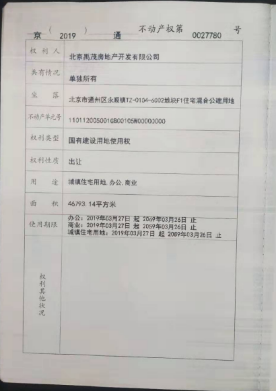 京 2019 通 不动产权第 0027780 号
权利人 北京禹茂房地产开发有限公司
共有情况 单独所有
坐落 北京市通州区永顺镇TZ-0104-6002地块F1住宅混合公建用地
不动产单元号
权利类型 国有建设用地使用权
权利性质 出让
用途 城镇住宅用地,办公,商业
面积 46793.14平方米
使用期限 办公:2019年03月27日 起 2069年03月26日 止
商业:2019年03月27日 起 2059年03月26日 止
城镇住宅用地:2019年03月27日 起 2089年03月26日 止
权利其他状况